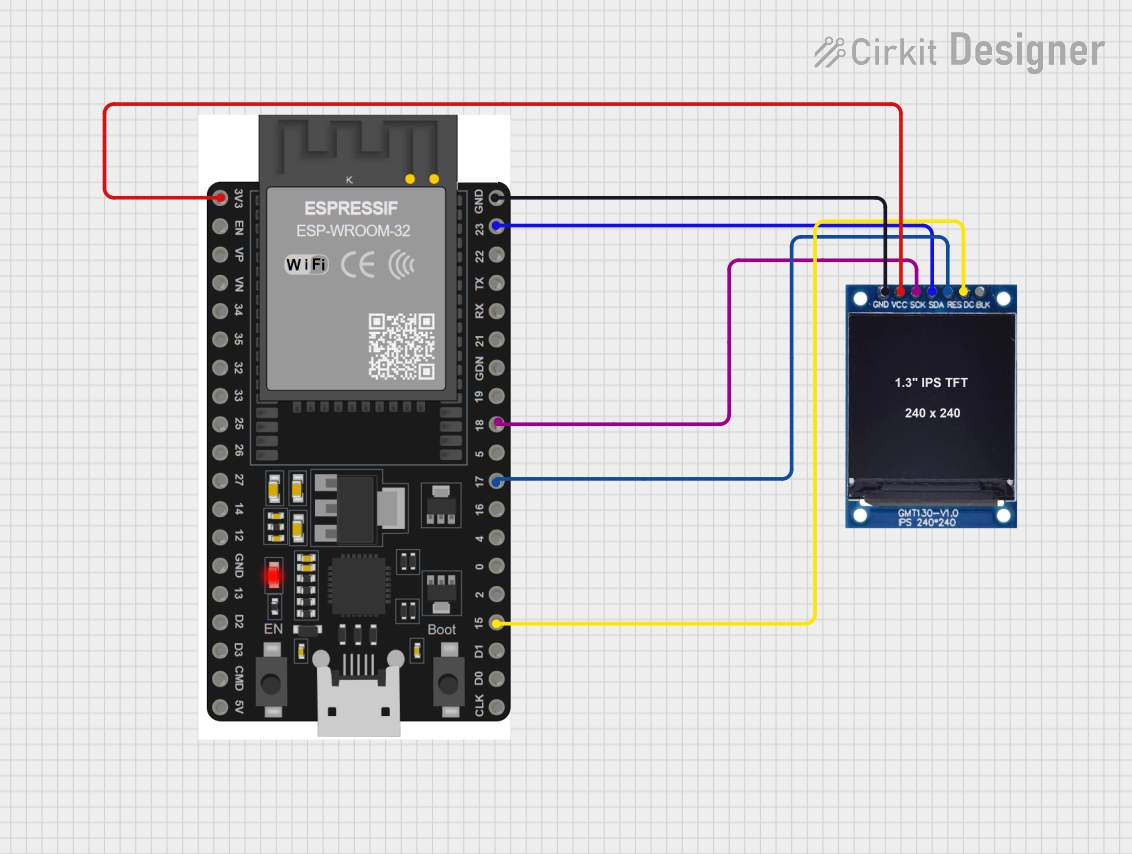 Cirkit Designer
K
ESPRESSIF
ESP-WROOM-32
WiFi
CE
3V3
EN
VP
VN
34
35
32
33
25
26
27
14
12
GND
13
D2
D3
CMD
5V
GND
23
22
TX
RX
21
GDN
19
18
5
17
16
4
0
2
15
D1
D0
CLK
EN
Boot
GND VCC SCK SDA RES DC BLK
1.3" IPS TFT
240 x 240
GMT130-V1.0
IPS 240*240